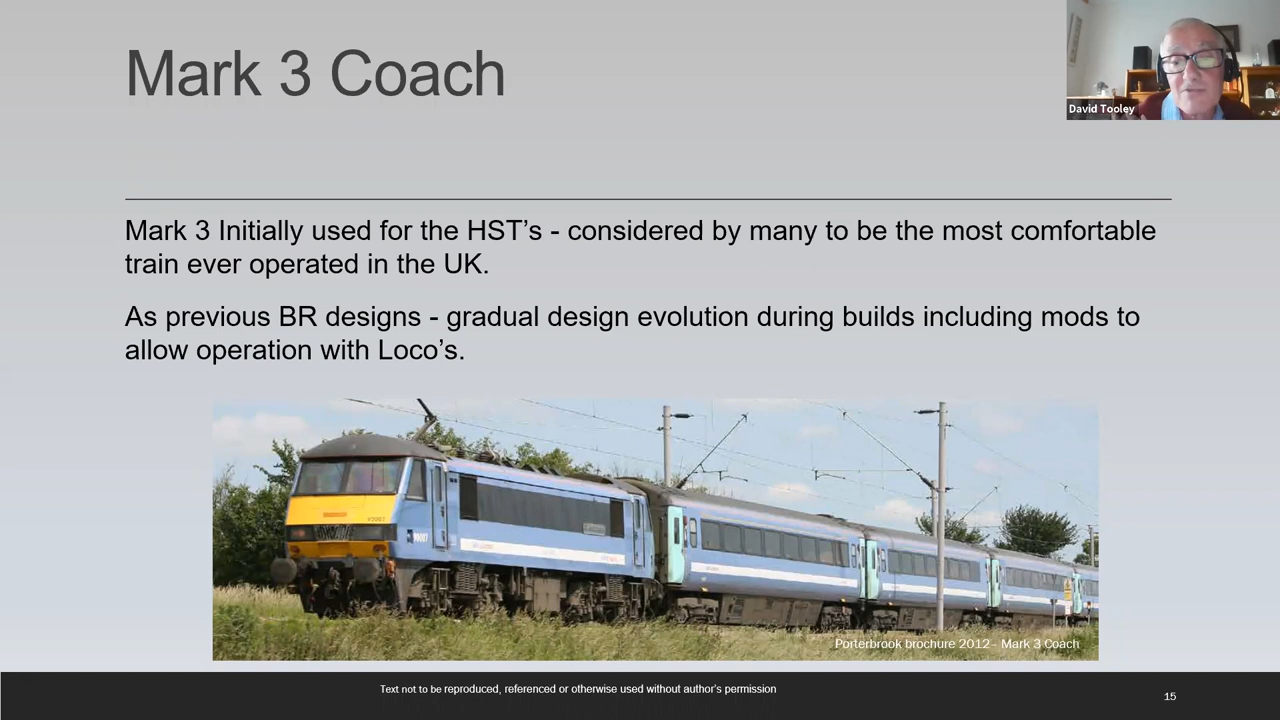 Mark 3 Coach
David Tooley
Mark 3 Initially used for the HST’s - considered by many to be the most comfortable
train ever operated in the UK.
As previous BR designs - gradual design evolution during builds including mods to
allow operation with Loco’s.
90007
90007
Porterbrook brochure 2012– Mark 3 Coach
Text not to be reproduced, referenced or otherwise used without author’s permission
15